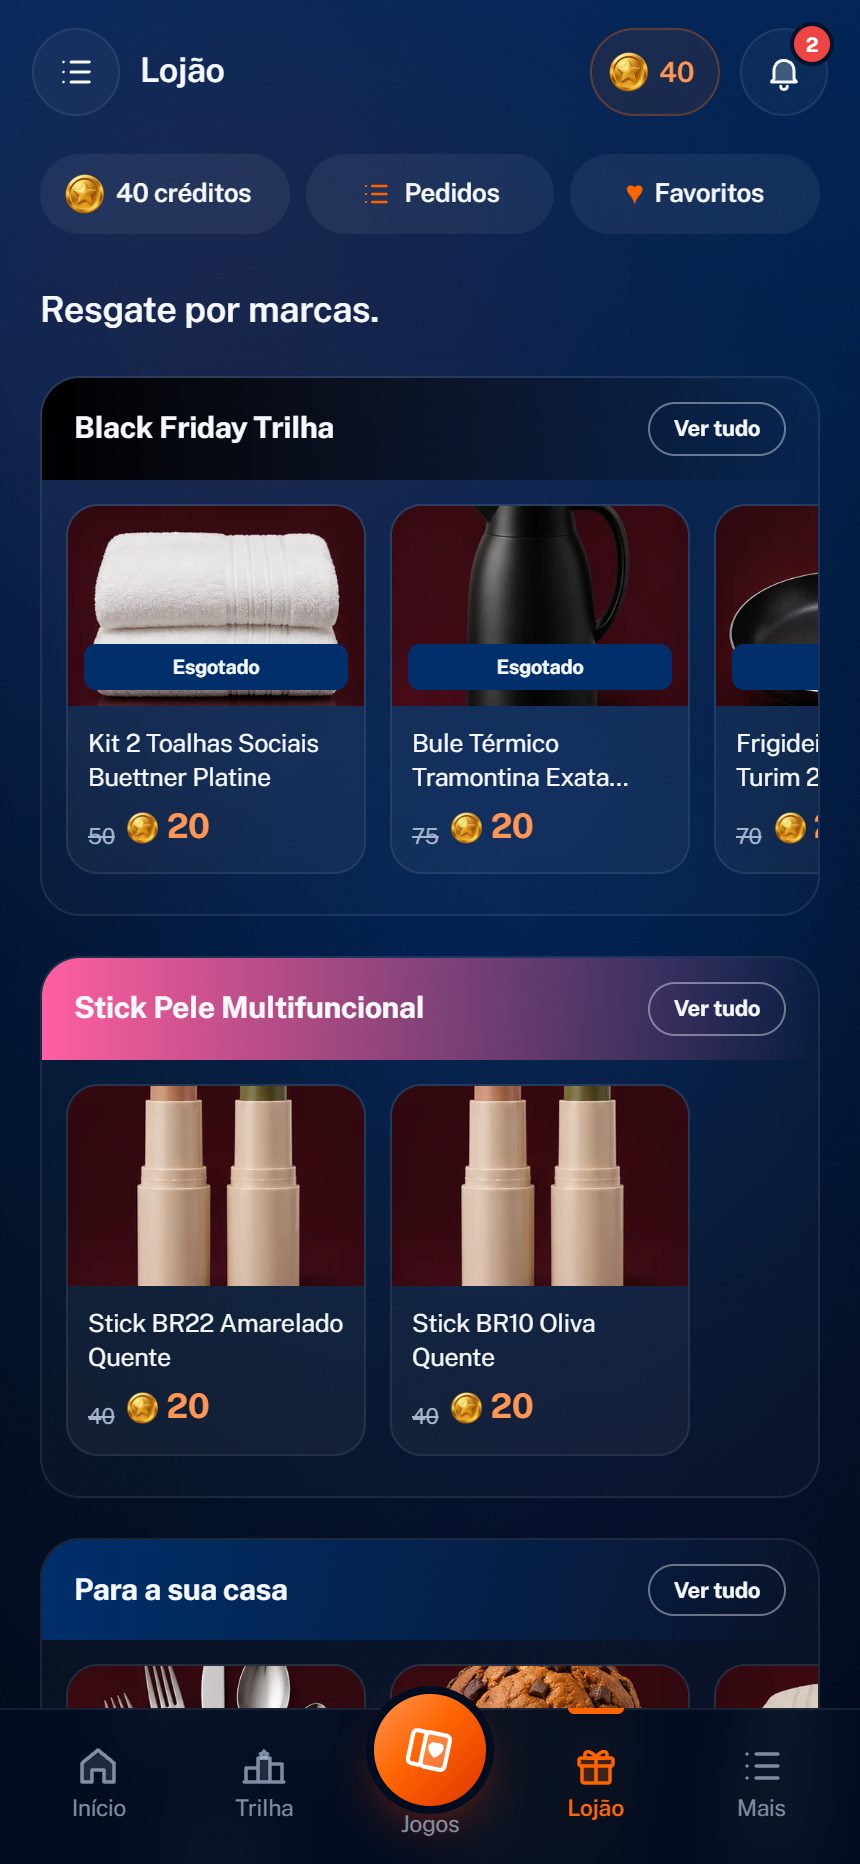 Lojão
40
2
40 créditos
Pedidos
Favoritos
Resgate por marcas.
Black Friday Trilha
Ver tudo
Esgotado
Esgotado
Kit 2 Toalhas Sociais
Buettner Platine
50 20
Bule Térmico
Tramontina Exata...
75 20
Turim 2
70
Stick Pele Multifuncional
Ver tudo
Stick BR22 Amarelado
Quente
40 20
Stick BR10 Oliva
Quente
40 20
Para a sua casa
Ver tudo
Início
Trilha
Jogos
Lojão
Mais